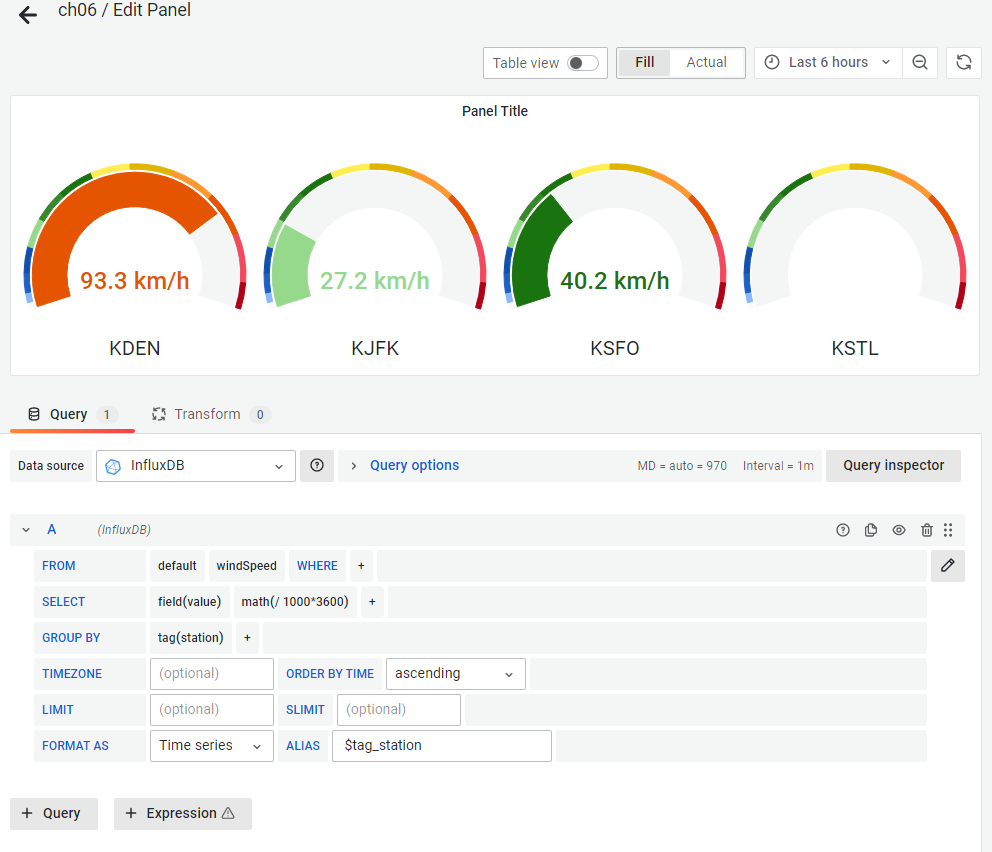 ch06 / Edit Panel
Table view Fill Actual Last 6 hours
Panel Title
93.3 km/h 27.2 km/h 40.2 km/h
KDEN KJFK KSFO KSTL
Query 1 Transform 0
Data source InfluxDB Query options MD = auto = 970 Interval = 1m Query inspector
A (InfluxDB)
FROM default windSpeed WHERE +
SELECT field(value) math(/ 1000*3600) +
GROUP BY tag(station) +
TIMEZONE (optional) ORDER BY TIME ascending
LIMIT (optional) SLIMIT (optional)
FORMAT AS Time series ALIAS $tag_station
+ Query + Expression